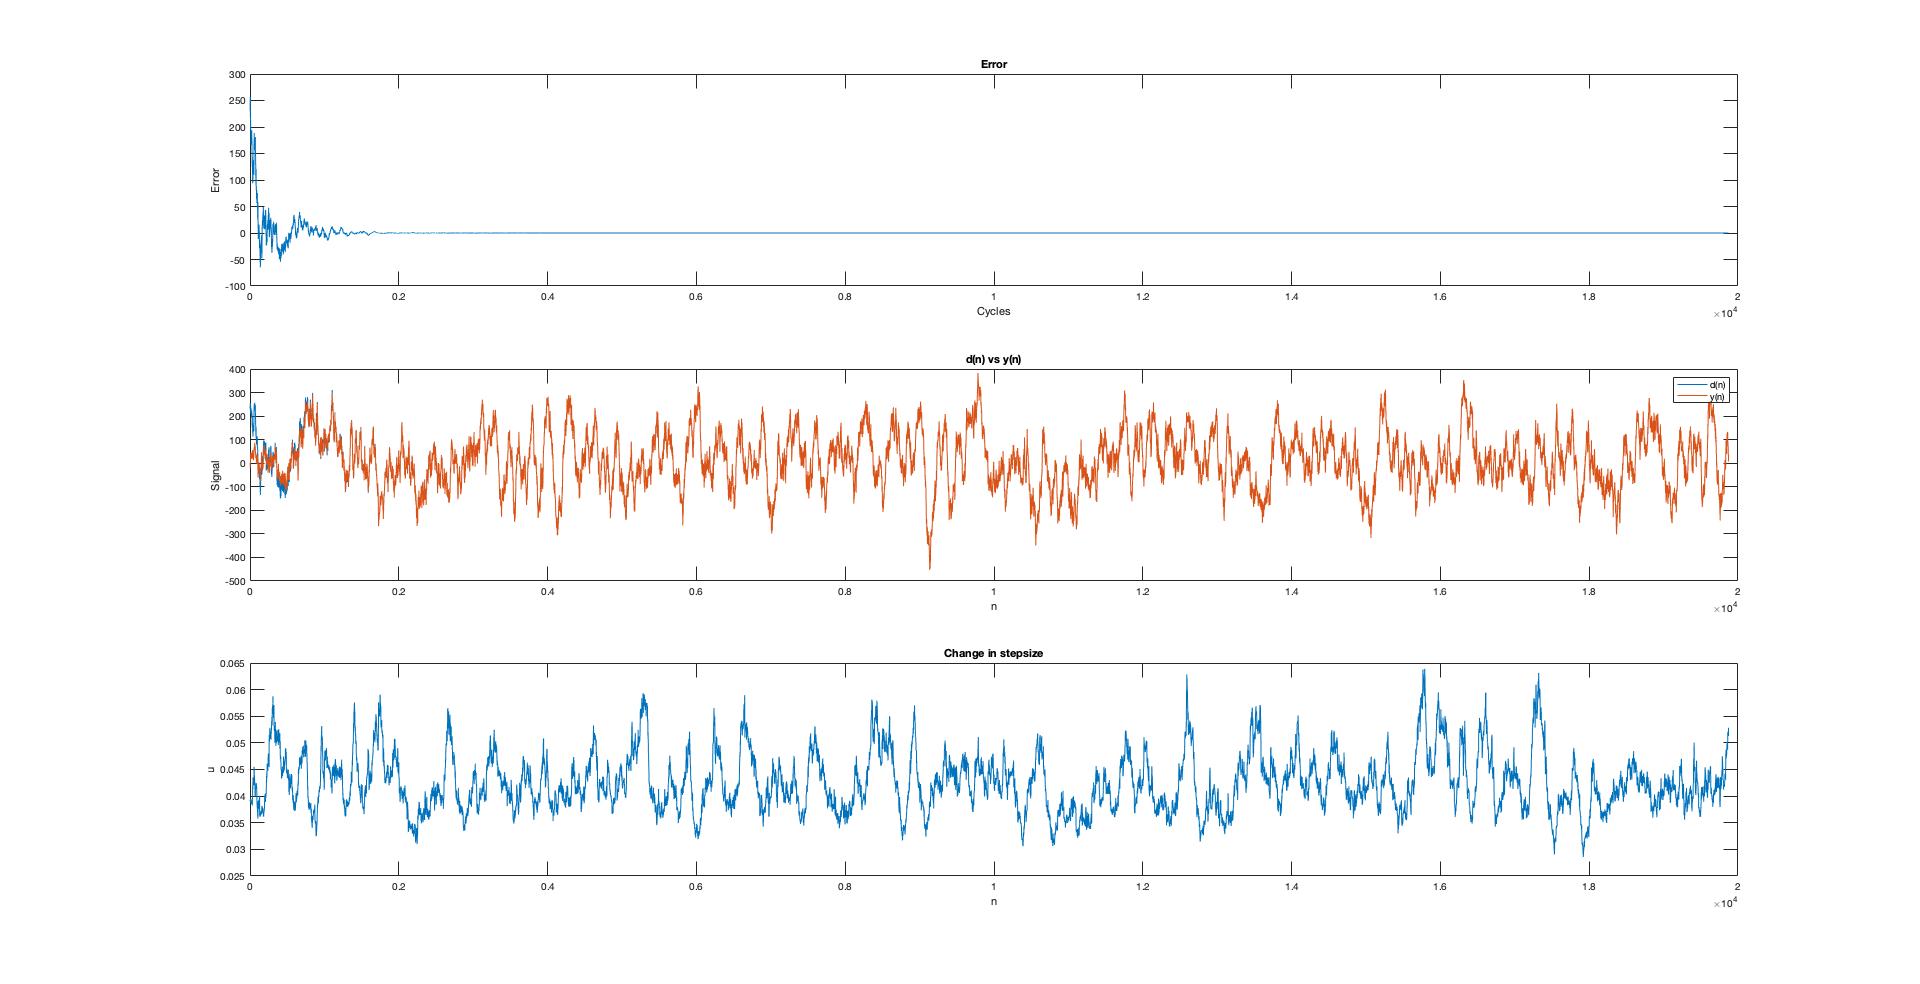 Error
300
250
200
150
100
50
0
-50
-100
Error
0 0.2 0.4 0.6 0.8 1 1.2 1.4 1.6 1.8 2
×10^4
Cycles
d(n) vs y(n)
400
300
200
100
0
-100
-200
-300
-400
-500
Signal
d(n)
y(n)
0 0.2 0.4 0.6 0.8 1 1.2 1.4 1.6 1.8 2
×10^4
n
Change in stepsize
0.065
0.06
0.055
0.05
0.045
0.04
0.035
0.03
0.025
u
0 0.2 0.4 0.6 0.8 1 1.2 1.4 1.6 1.8 2
×10^4
n